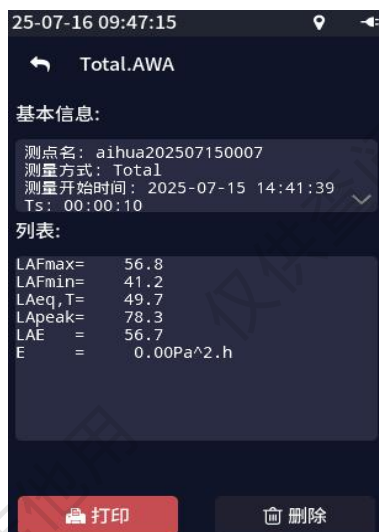 25-07-16 09:47:15
Total.AWA
基本信息:
测点名: aihua202507150007
测量方式: Total
测量开始时间: 2025-07-15 14:41:39
Ts: 00:00:10
列表:
LAFmax= 56.8
LAFmin= 41.2
LAeq,T= 49.7
LApeak= 78.3
LAE = 56.7
E = 0.00Pa^2.h
打印
删除